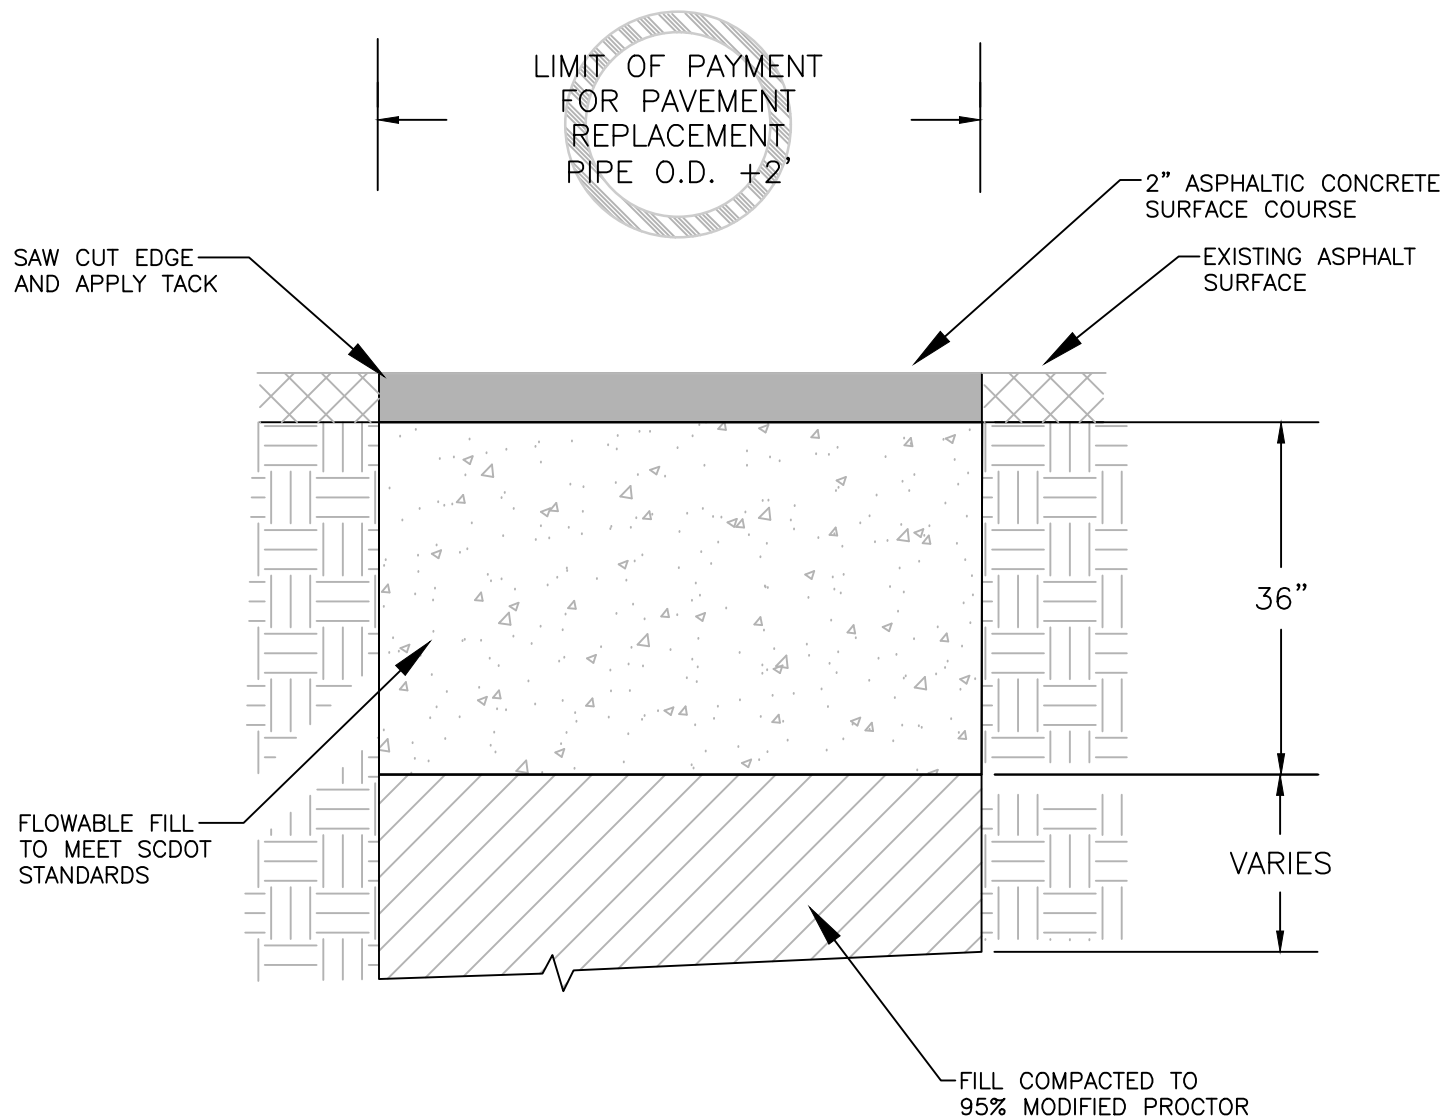 LIMIT OF PAYMENT
FOR PAVEMENT
REPLACEMENT
PIPE O.D. +2'
2” ASPHALTIC CONCRETE
SURFACE COURSE
SAW CUT EDGE
AND APPLY TACK
EXISTING ASPHALT
SURFACE
36”
FLOWABLE FILL
TO MEET SCDOT
STANDARDS
VARIES
FILL COMPACTED TO
95% MODIFIED PROCTOR